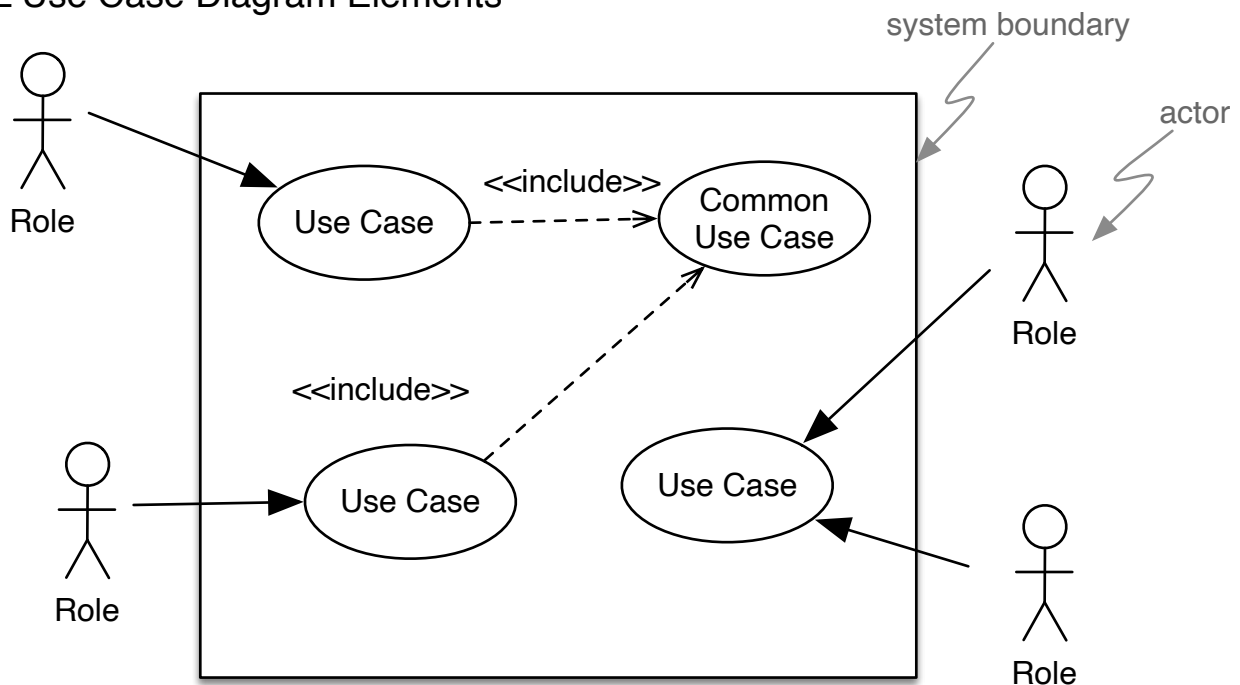 Use Case Diagram Elements
system boundary
actor
<<include>>
Common
Use Case
Use Case
Role
Role
<<include>>
Use Case
Use Case
Role
Role